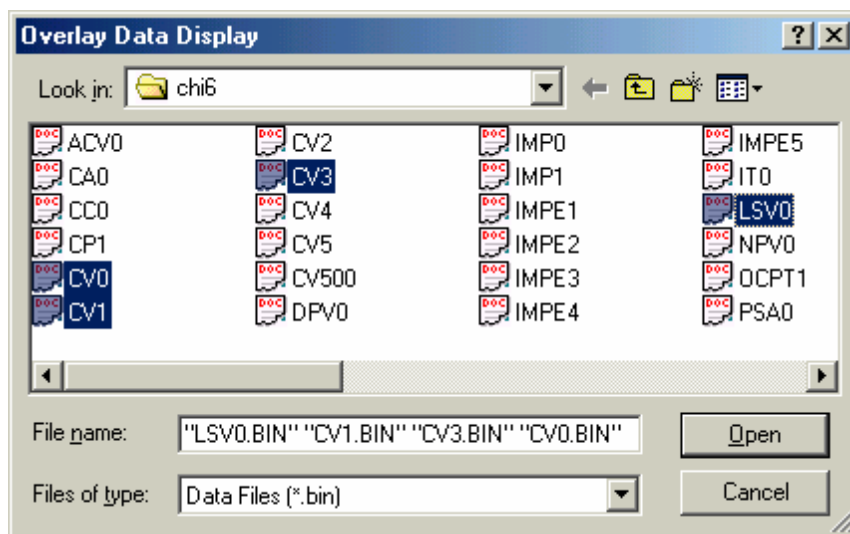 Overlay Data Display
Look in: chi6
ACV0 CV2 IMP0 IMPE5
CA0 CV3 IMP1 IT0
CC0 CV4 IMPE1 LSV0
CP1 CV5 IMPE2 NPV0
CV0 CV500 IMPE3 OCPT1
CV1 DPV0 IMPE4 PSA0
File name: "LSV0.BIN" "CV1.BIN" "CV3.BIN" "CV0.BIN" Open
Files of type: Data Files (*.bin) Cancel